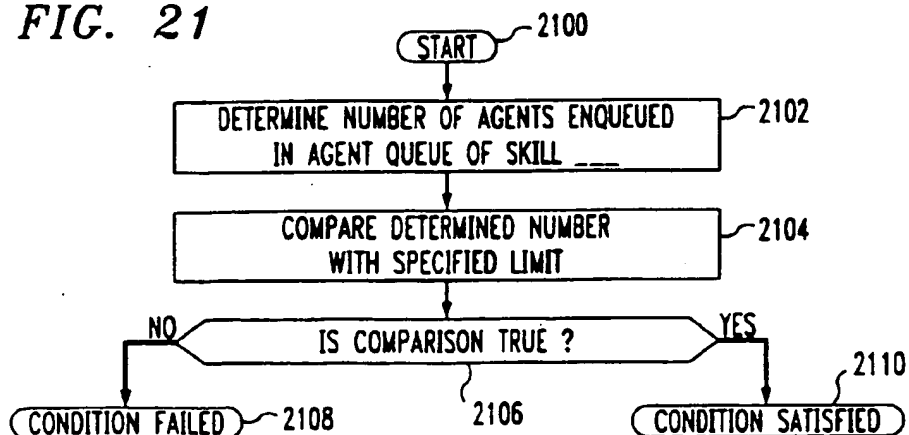 FIG. 21
START
2100
DETERMINE NUMBER OF AGENTS ENQUEUED
IN AGENT QUEUE OF SKILL ___
2102
COMPARE DETERMINED NUMBER
WITH SPECIFIED LIMIT
2104
NO
IS COMPARISON TRUE ?
YES
2106
CONDITION FAILED
2108
CONDITION SATISFIED
2110